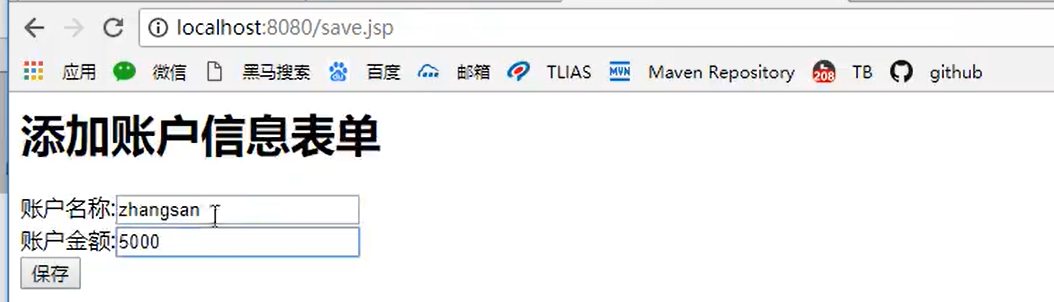 localhost:8080/save.jsp
应用 微信 黑马搜索 百度 邮箱 TLIAS MVN Maven Repository 208 TB github
添加账户信息表单
账户名称:zhangsan
账户金额:5000
保存